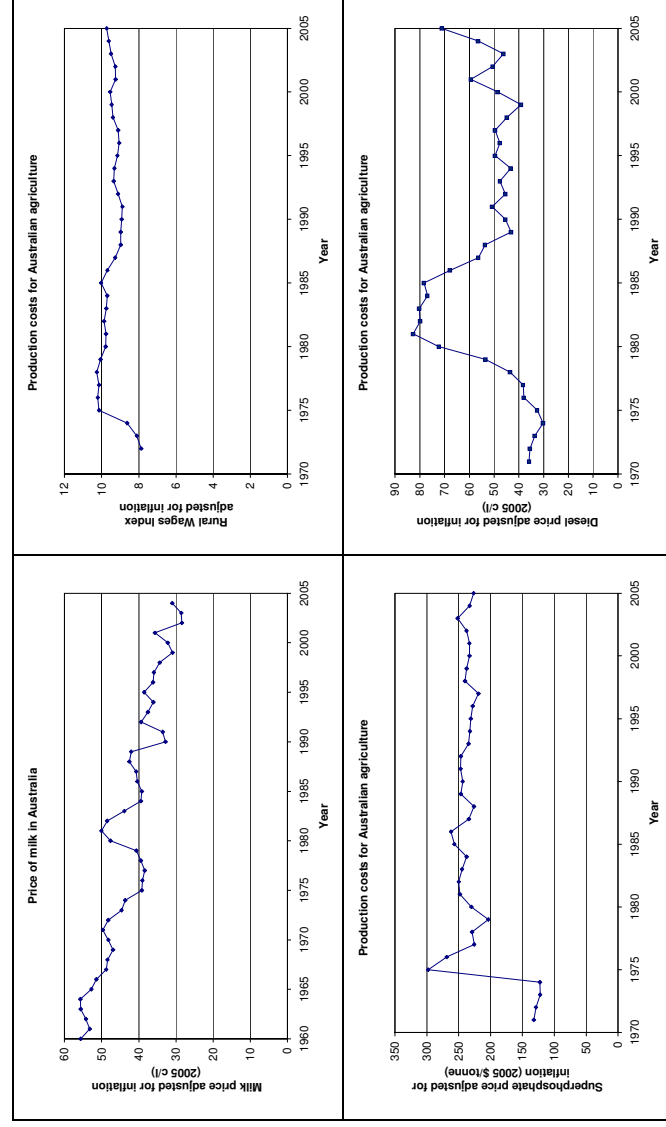 Price of milk in Australia
Milk price adjusted for inflation
(2005 c/l)
60
50
40
30
20
10
0
1960 1965 1970 1975 1980 1985 1990 1995 2000 2005
Year
Production costs for Australian agriculture
Rural Wages Index
adjusted for inflation
12
10
8
6
4
2
0
1970 1975 1980 1985 1990 1995 2000 2005
Year
Production costs for Australian agriculture
Superphosphate price adjusted for
inflation (2005 $/tonne)
350
300
250
200
150
100
50
0
1970 1975 1980 1985 1990 1995 2000 2005
Year
Production costs for Australian agriculture
Diesel price adjusted for inflation
(2005 c/l)
90
80
70
60
50
40
30
20
10
0
1970 1975 1980 1985 1990 1995 2000 2005
Year